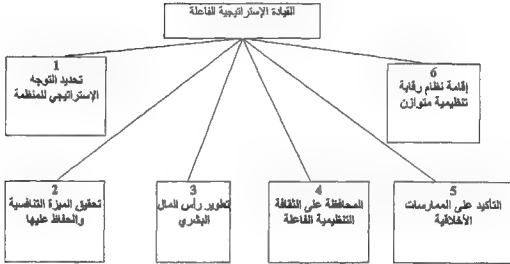 القيادة الإستراتيجية الفاعلة
1
تحديد التوجه
الإستراتيجي للمنظمة
6
إقامة نظام رقابة
تنظيمية متوازن
2
تحقيق الميزة التنافسية
والحفاظ عليها
3
تطوير رأس المال
البشري
4
المحافظة على الثقافة
التنظيمية الفاعلة
5
التأكيد على الممارسات
الأخلاقية